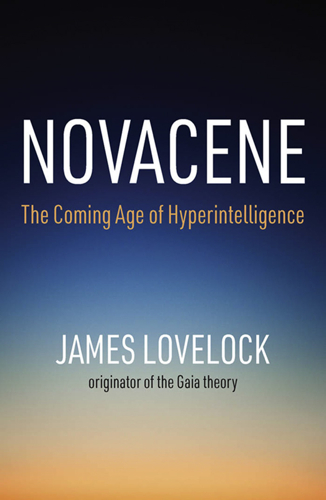 NOVACENE
The Coming Age of Hyperintelligence
JAMES LOVELOCK
originator of the Gaia theory